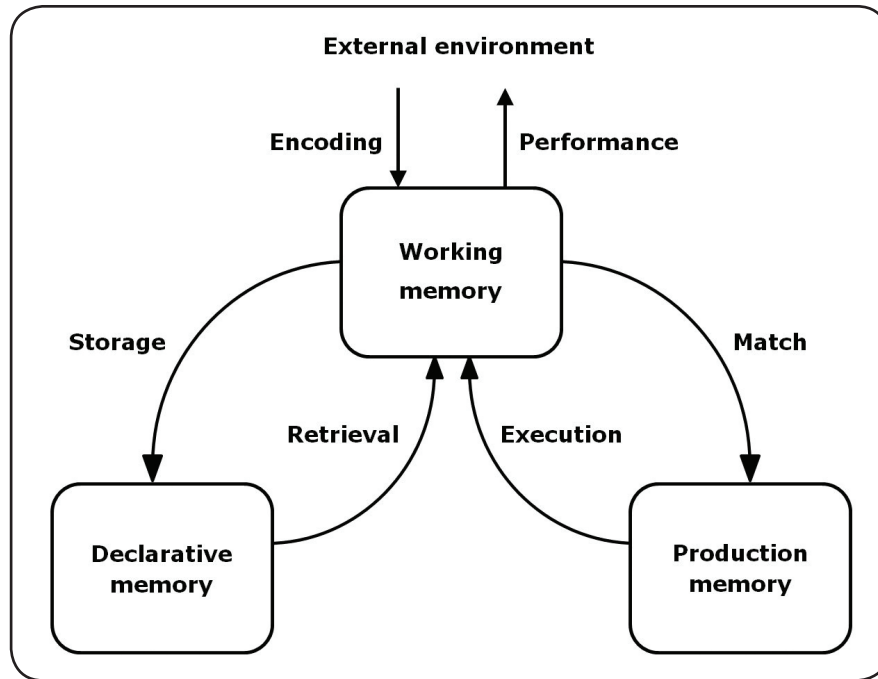 External environment
Encoding
Performance
Working
memory
Storage
Match
Retrieval
Execution
Declarative
memory
Production
memory